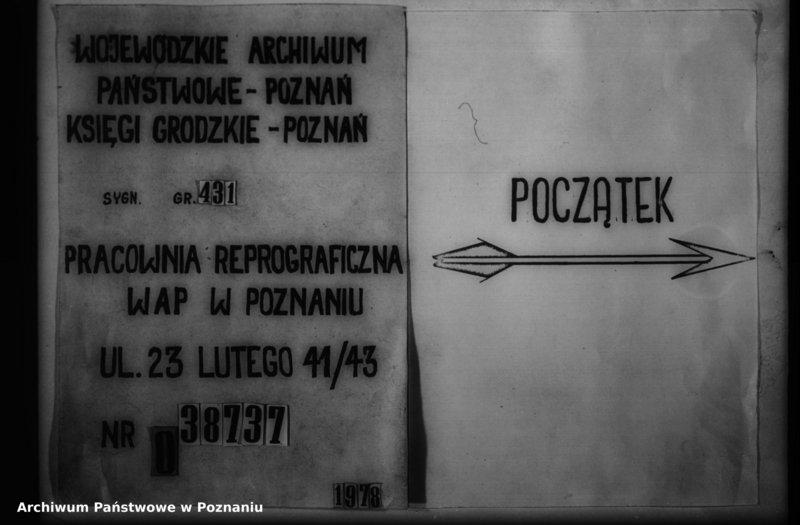 WOJEWÓDZKIE ARCHIWUM
PAŃSTWOWE - POZNAŃ
KSIĘGI GRODZKIE - POZNAŃ
SYGN. GR. 431
PRACOWNIA REPROGRAFICZNA
WAP W POZNANIU
UL. 23 LUTEGO 41/43
NR 0 38737
1978
POCZĄTEK
Archiwum Państwowe w Poznaniu